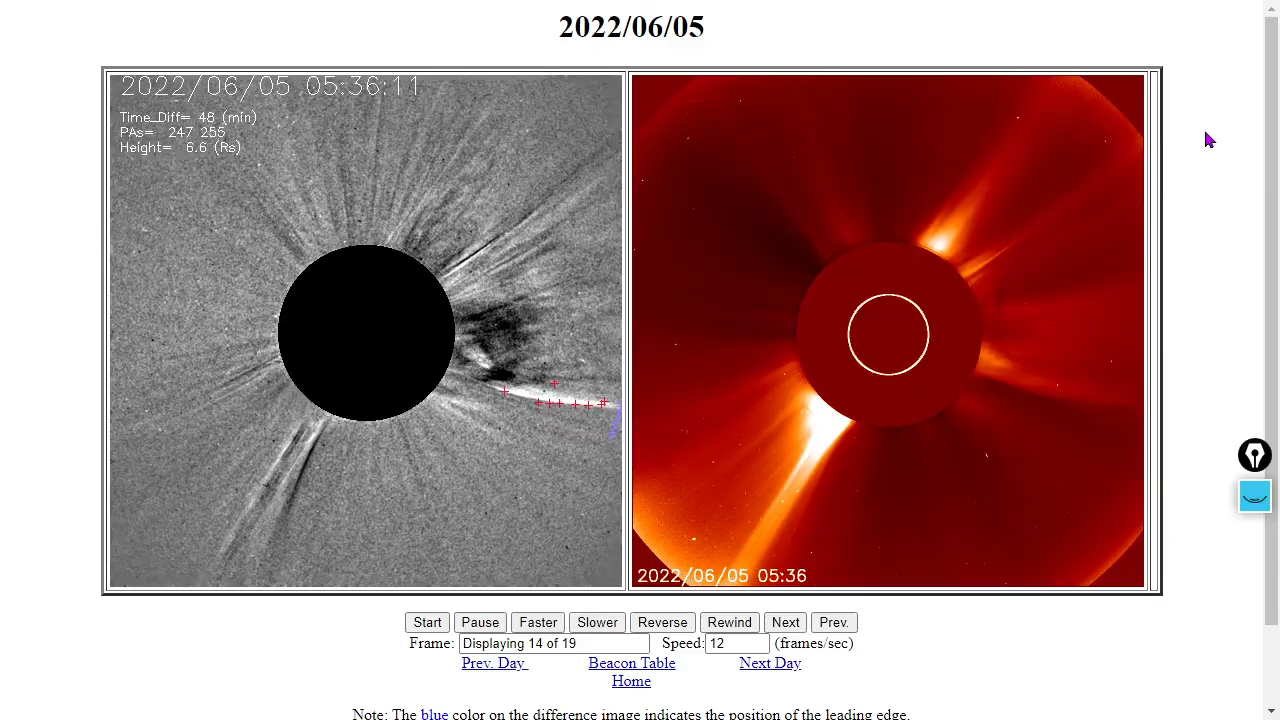 2022/06/05
2022/06/05 05:36:11
Time_Diff= 48 (min)
PAs= 247 255
Height= 6.6 (Rs)
2022/06/05 05:36
Start Pause Faster Slower Reverse Rewind Next Prev.
Frame: Displaying 14 of 19 Speed: 12 (frames/sec)
Prev. Day Beacon Table Next Day
Home
Note: The blue color on the difference image indicates the position of the leading edge.